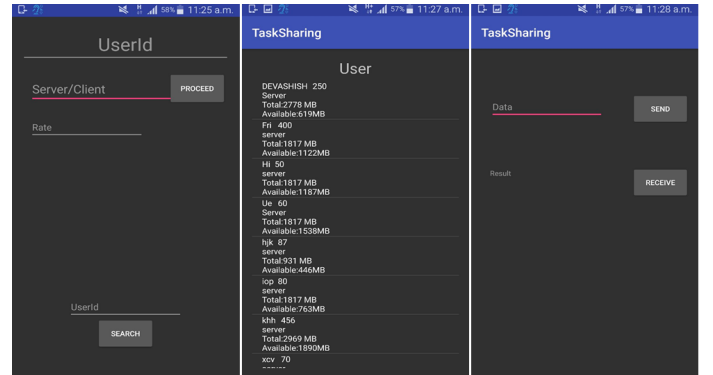 58% 11:25 a.m.
UserId
Server/Client
PROCEED
Rate
UserId
SEARCH
57% 11:27 a.m.
TaskSharing
User
DEVASHISH 250
Server
Total:2778 MB
Available:619MB
Fri 400
server
Total:1817 MB
Available:1122MB
Hi 50
server
Total:1817 MB
Available:1187MB
Ue 60
Server
Total:1817 MB
Available:1538MB
hjk 87
server
Total:931 MB
Available:446MB
iop 80
server
Total:1817 MB
Available:763MB
khh 456
server
Total:2969 MB
Available:1890MB
xcv 70
57% 11:28 a.m.
TaskSharing
Data
SEND
Result
RECEIVE